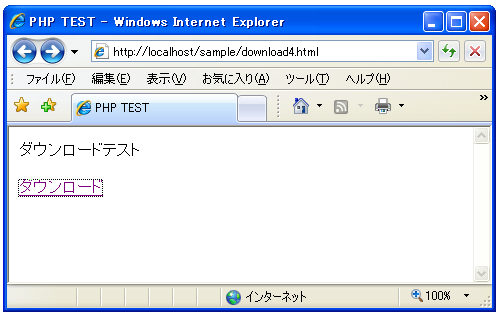 PHP TEST - Windows Internet Explorer
http://localhost/sample/download4.html
ファイル(F) 編集(E) 表示(V) お気に入り(A) ツール(T) ヘルプ(H)
PHP TEST
»
ダウンロードテスト
ダウンロード
インターネット 100%